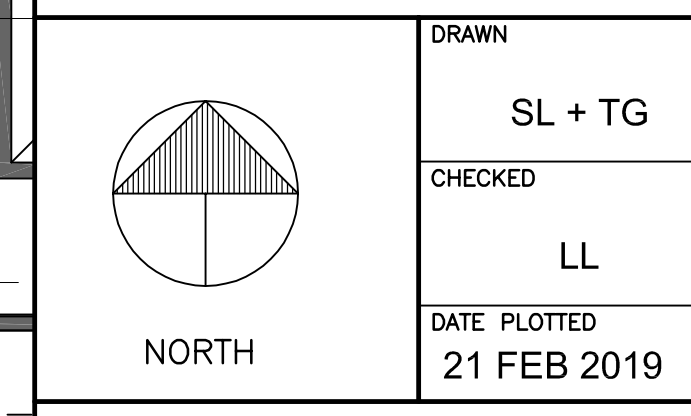 DRAWN
SL + TG
CHECKED
LL
DATE PLOTTED
21 FEB 2019
NORTH